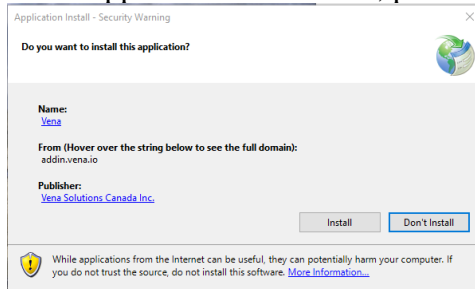 Application Install - Security Warning
Do you want to install this application?
Name:
Vena
From (Hover over the string below to see the full domain):
addin.vena.io
Publisher:
Vena Solutions Canada Inc.
Install
Don't Install
While applications from the Internet can be useful, they can potentially harm your computer. If
you do not trust the source, do not install this software. More Information...